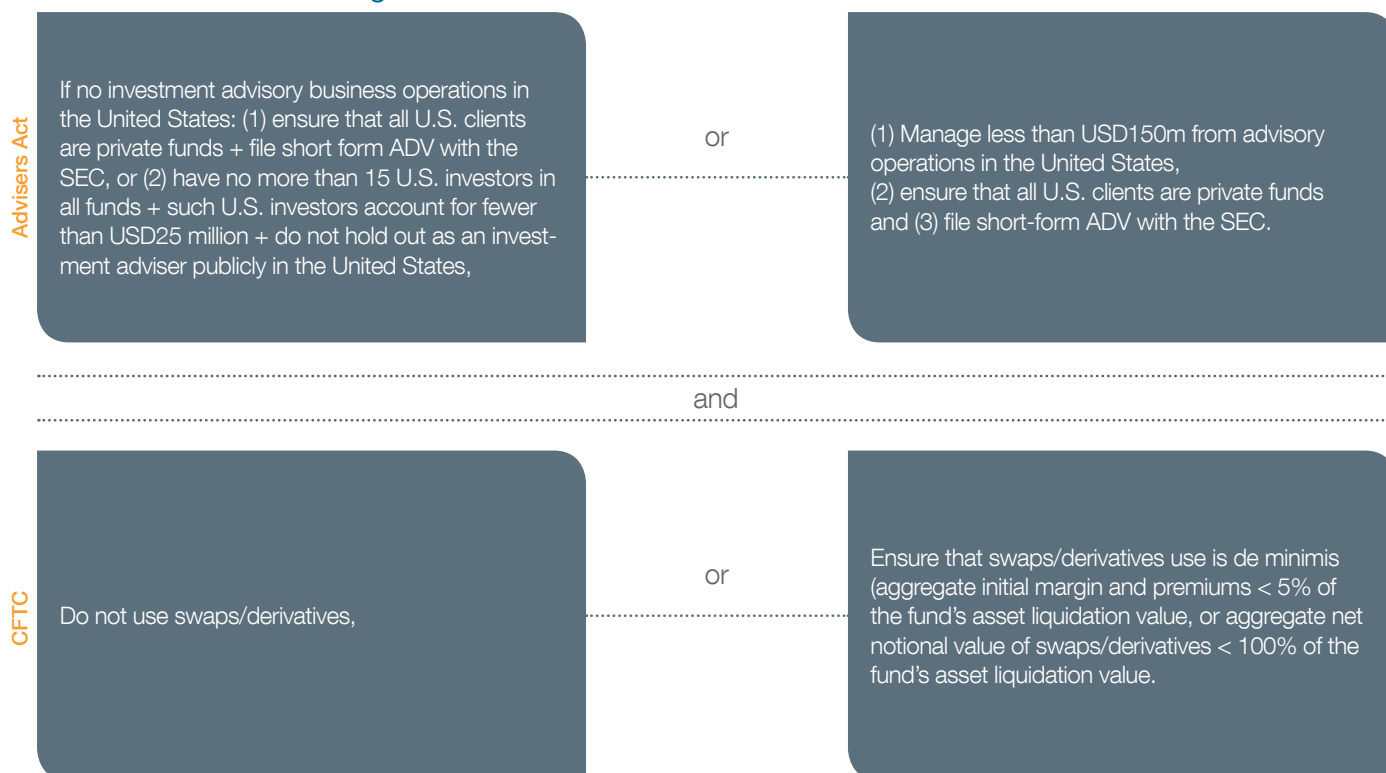 Advisers Act
If no investment advisory business operations in
the United States: (1) ensure that all U.S. clients
are private funds + file short form ADV with the
SEC, or (2) have no more than 15 U.S. investors in
all funds + such U.S. investors account for fewer
than USD25 million + do not hold out as an invest-
ment adviser publicly in the United States,
or
(1) Manage less than USD150m from advisory
operations in the United States,
(2) ensure that all U.S. clients are private funds
and (3) file short-form ADV with the SEC.
and
CFTC
Do not use swaps/derivatives,
or
Ensure that swaps/derivatives use is de minimis
(aggregate initial margin and premiums < 5% of
the fund's asset liquidation value, or aggregate net
notional value of swaps/derivatives < 100% of the
fund's asset liquidation value.